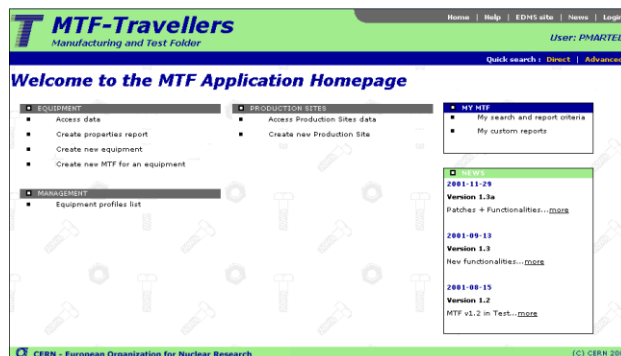 MTF-Travellers
Manufacturing and Test Folder
Home | Help | EDMS site | News | Login
User: PMARTEL
Quick search : Direct | Advanced
Welcome to the MTF Application Homepage
EQUIPMENT
Access data
Create properties report
Create new equipment
Create new MTF for an equipment
MANAGEMENT
Equipment profiles list
PRODUCTION SITES
Access Production Sites data
Create new Production Site
MY MTF
My search and report criteria
My custom reports
NEWS
2001-11-29
Version 1.3a
Patches + Functionalities...more
2001-09-13
Version 1.3
New functionalities...more
2001-08-15
Version 1.2
MTF v1.2 in Test...more
CERN - European Organization for Nuclear Research
(C) CERN